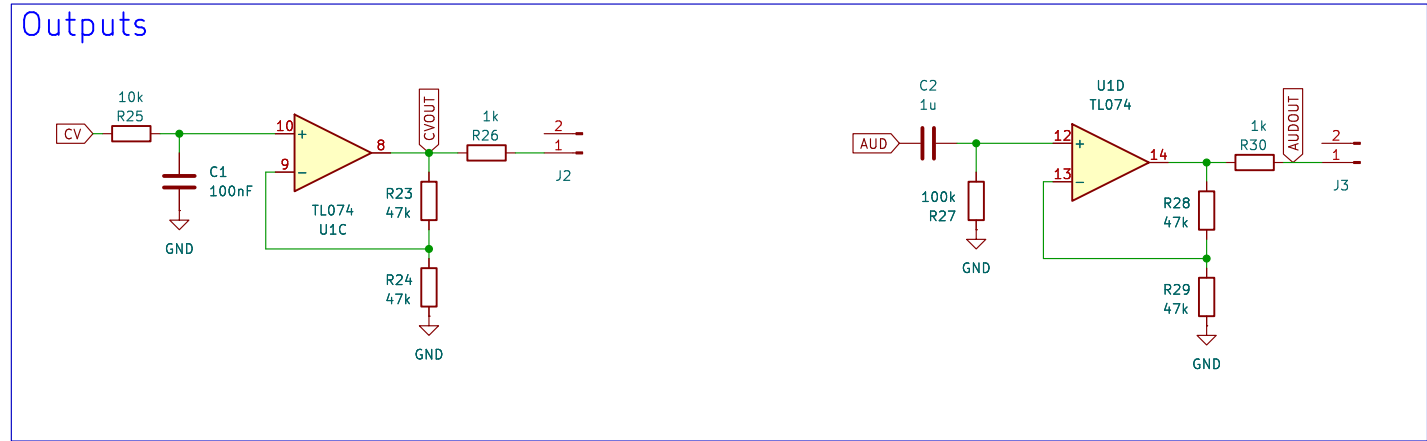 Outputs
10k
R25
CV
C1
100nF
GND
10
+
9
-
8
TL074
U1C
CVOUT
1k
R26
2
1
J2
R23
47k
R24
47k
GND
C2
1u
AUD
100k
R27
GND
U1D
TL074
12
+
13
-
14
1k
R30
AUDOUT
2
1
J3
R28
47k
R29
47k
GND